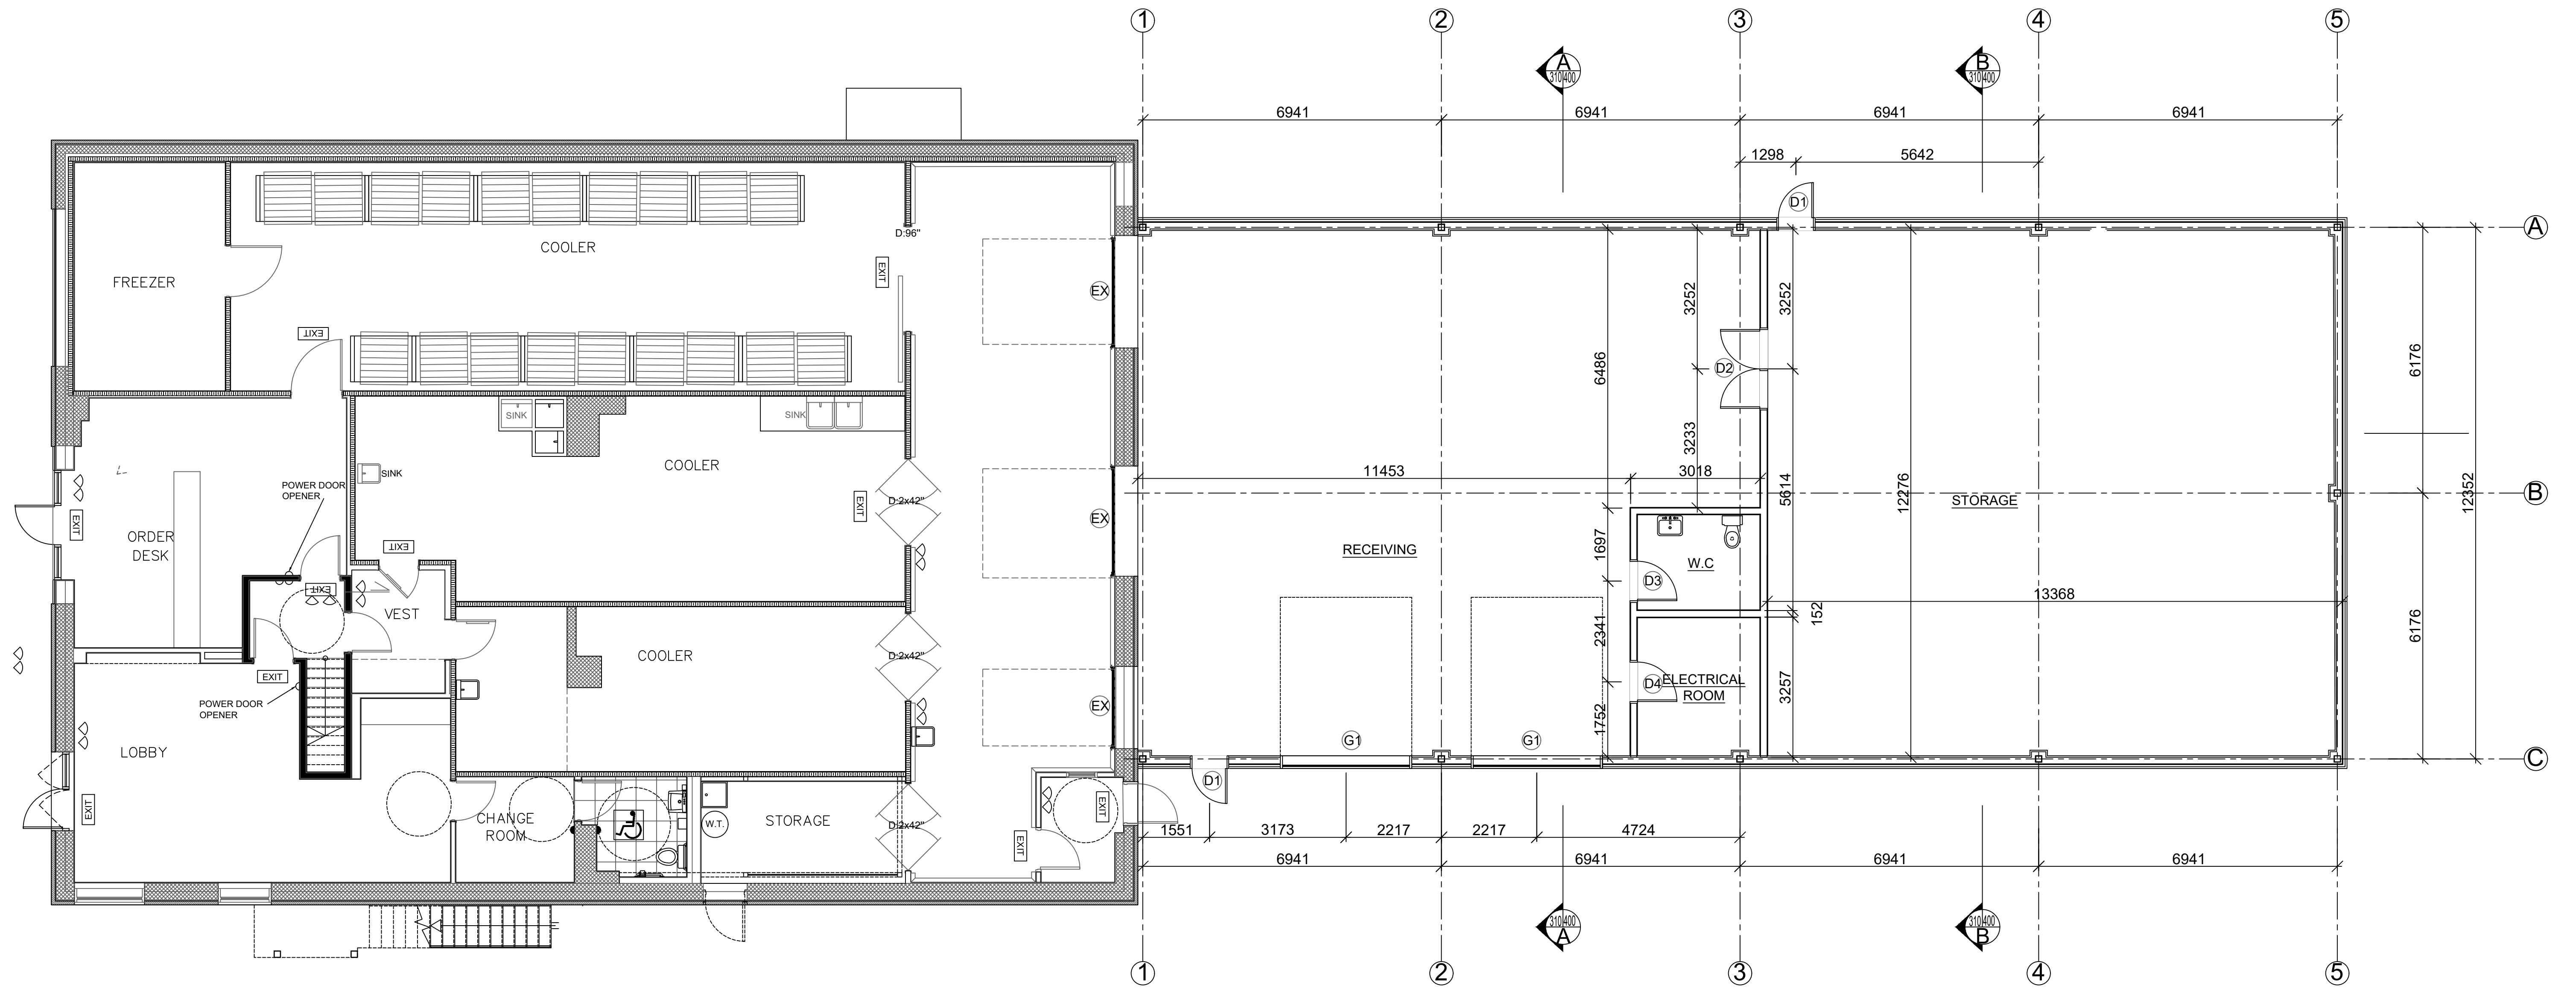 1 2 3 4 5
A B
310 400 310 400
6941 6941 6941 6941
1298 5642
D1
A
COOLER
D:96"
FREEZER
EXIT
EX
3252 3252
EXIT
6486 D2 6176
SINK SINK
COOLER
3233
SINK
11453 3018
POWER DOOR
OPENER
EXIT
D-2x42"
B
5614 12276 STORAGE 12352
EXIT
EX
ORDER
DESK
EXIT
RECEIVING
1697
W.C
D3
EXIT
VEST
13368
152
COOLER
D-2x42"
2341
6176
EXIT
POWER DOOR
OPENER
EX
D4
ELECTRICAL
ROOM
3257
1752
LOBBY
G1 G1
C
D1
EXIT
CHANGE
ROOM
W.T.
STORAGE
D-2x42"
EXIT
EXIT
1551 3173 2217 2217 4724
6941 6941 6941 6941
310 400 310 400
A B
1 2 3 4 5